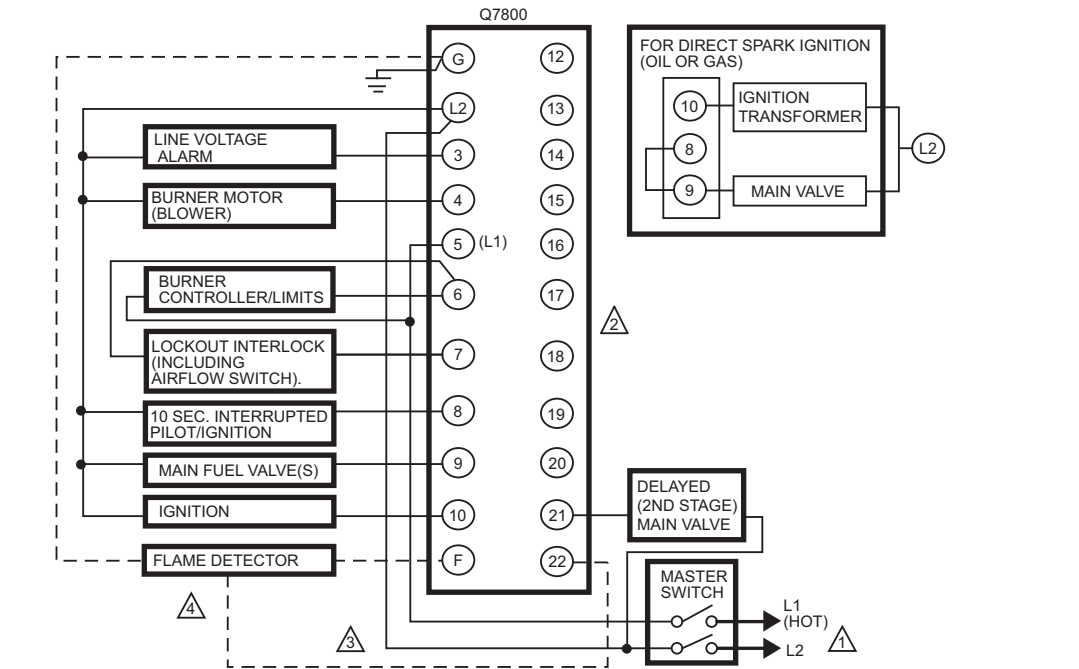 Q7800
G
12
L2
13
LINE VOLTAGE
ALARM
3
14
BURNER MOTOR
(BLOWER)
4
15
5
(L1)
16
BURNER
CONTROLLER/LIMITS
6
17
2
LOCKOUT INTERLOCK
(INCLUDING
AIRFLOW SWITCH).
7
18
10 SEC. INTERRUPTED
PILOT/IGNITION
8
19
MAIN FUEL VALVE(S)
9
20
IGNITION
10
21
FLAME DETECTOR
F
22
4
3
FOR DIRECT SPARK IGNITION
(OIL OR GAS)
10
IGNITION
TRANSFORMER
8
L2
9
MAIN VALVE
DELAYED
(2ND STAGE)
MAIN VALVE
MASTER
SWITCH
L1
(HOT)
L2
1